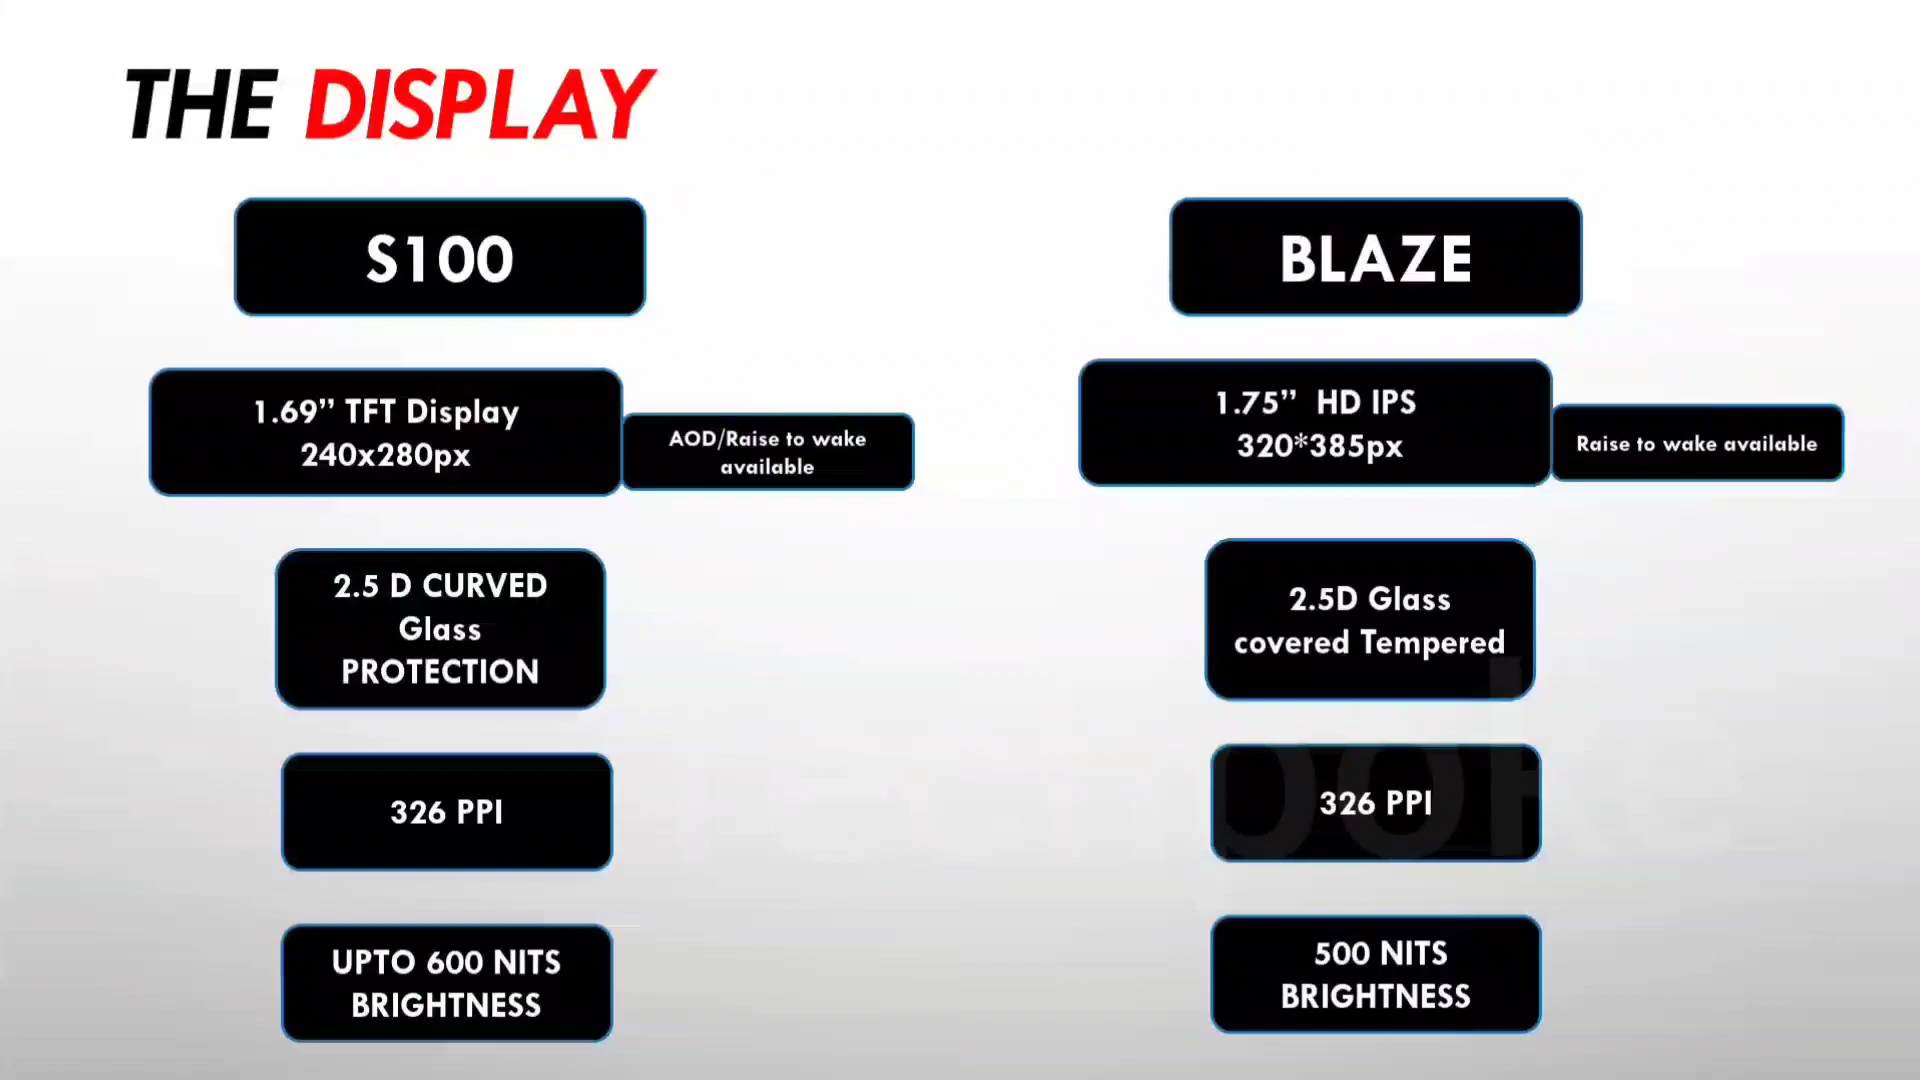 THE DISPLAY
S100
1.69” TFT Display
240x280px
AOD/Raise to wake
available
2.5 D CURVED
Glass
PROTECTION
326 PPI
UPTO 600 NITS
BRIGHTNESS
BLAZE
1.75” HD IPS
320*385px
Raise to wake available
2.5D Glass
covered Tempered
326 PPI
500 NITS
BRIGHTNESS